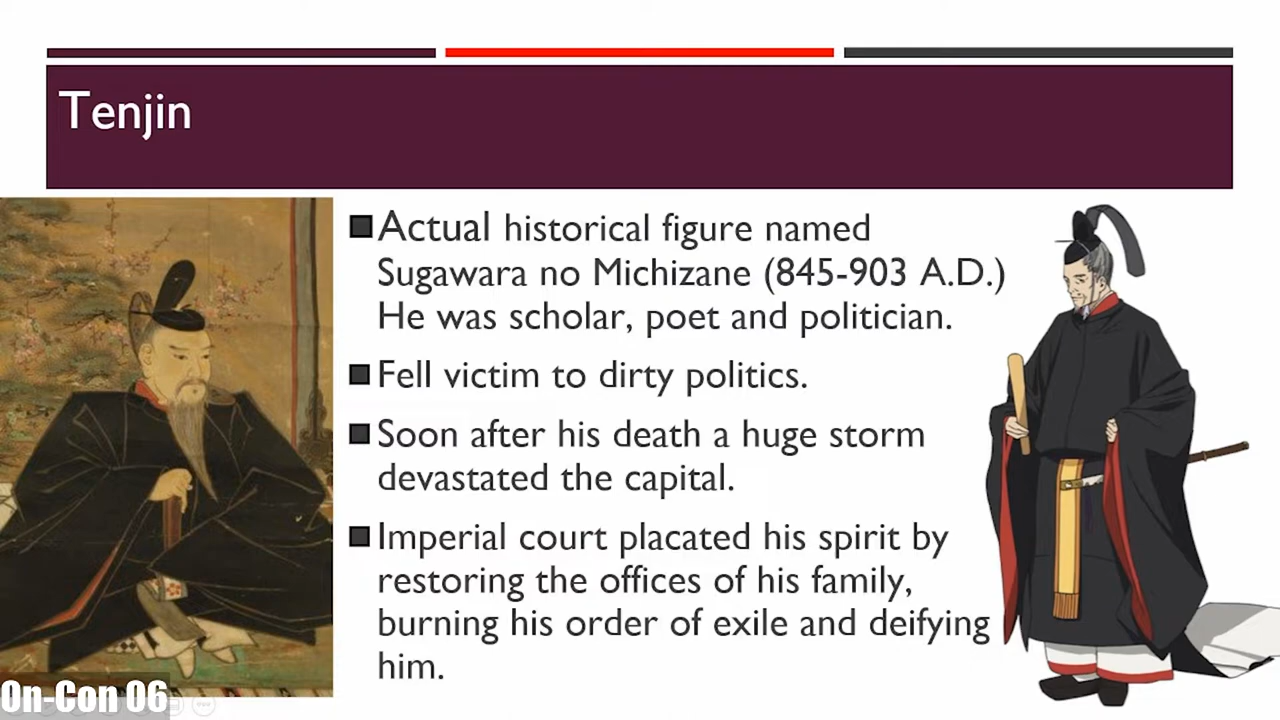 Tenjin
Actual historical figure named
Sugawara no Michizane (845-903 A.D.)
He was scholar, poet and politician.
Fell victim to dirty politics.
Soon after his death a huge storm
devastated the capital.
Imperial court placated his spirit by
restoring the offices of his family,
burning his order of exile and deifying
him.
On-Con 06